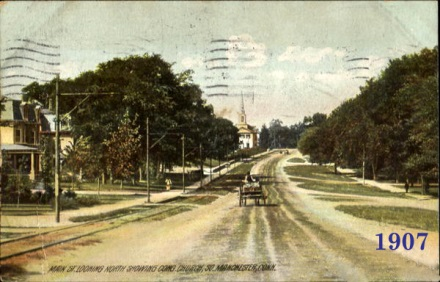 1907
MAIN ST. LOOKING NORTH SHOWING CONG. CHURCH, SO. MANCHESTER, CONN.